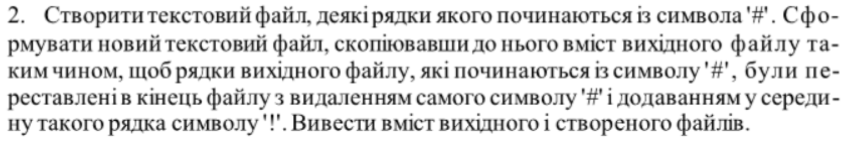 2. Створити текстовий файл, деякі рядки якого починаються із символа '#'. Сфо-
рмувати новий текстовий файл, скопіювавши до нього вміст вихідного файлу та-
ким чином, щоб рядки вихідного файлу, які починаються із символу '#', були пе-
реставлені в кінець файлу з видаленням самого символу '#' і додаванням у середи-
ну такого рядка символу '!'. Вивести вміст вихідного і створеного файлів.